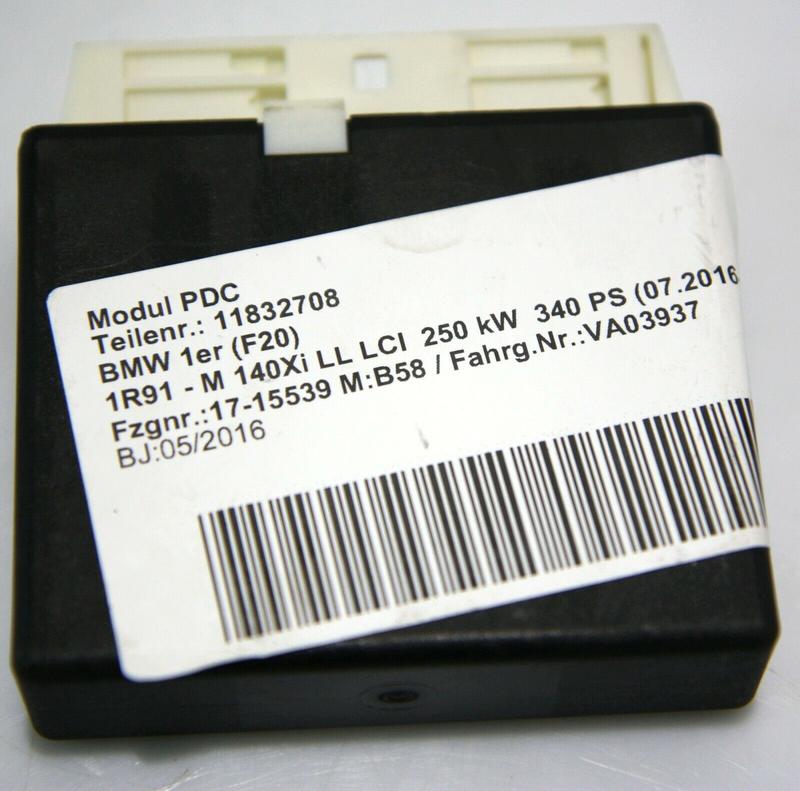 Modul PDC
Teilenr.: 11832708
BMW 1er (F20)
1R91 - M 140Xi LL LCI 250 kW 340 PS (07.2016
Fzgnr.:17-15539 M:B58 / Fahrg.Nr.:VA03937
BJ:05/2016